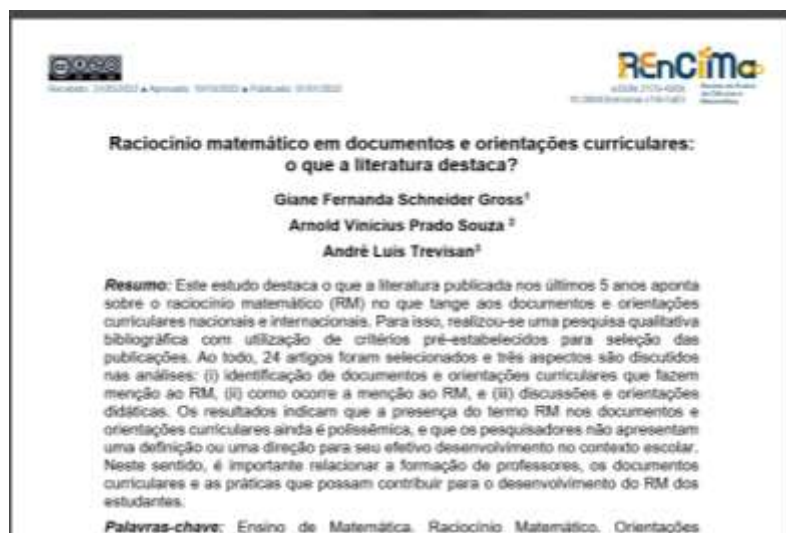 REnCiMa
Raciocínio matemático em documentos e orientações curriculares:
o que a literatura destaca?
Giane Fernanda Schneider Gross¹
Arnold Vinicius Prado Souza ²
André Luis Trevisan³
Resumo: Este estudo destaca o que a literatura publicada nos últimos 5 anos aponta
sobre o raciocínio matemático (RM) no que tange aos documentos e orientações
curriculares nacionais e internacionais. Para isso, realizou-se uma pesquisa qualitativa
bibliográfica com utilização de critérios pré-estabelecidos para seleção das
publicações. Ao todo, 24 artigos foram selecionados e três aspectos são discutidos
nas análises: (i) identificação de documentos e orientações curriculares que fazem
menção ao RM, (ii) como ocorre a menção ao RM, e (iii) discussões e orientações
didáticas. Os resultados indicam que a presença do termo RM nos documentos e
orientações curriculares ainda é polissêmica, e que os pesquisadores não apresentam
uma definição ou uma direção para seu efetivo desenvolvimento no contexto escolar.
Neste sentido, é importante relacionar a formação de professores, os documentos
curriculares e as práticas que possam contribuir para o desenvolvimento do RM dos
estudantes.
Palavras-chave: Ensino de Matemática. Raciocínio Matemático. Orientações